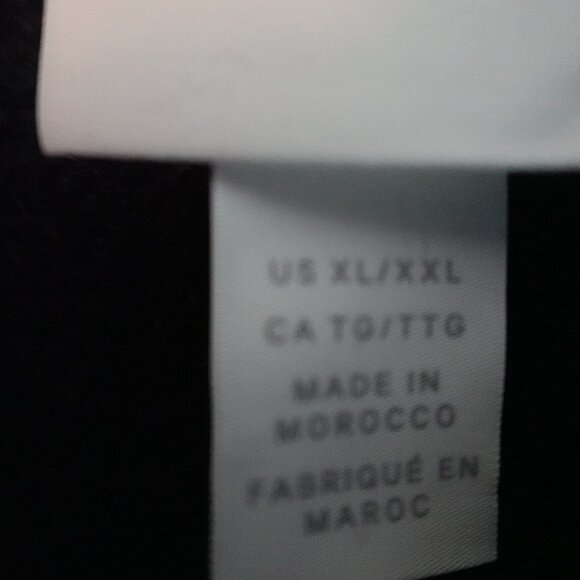 US XL/XXL
CA TG/TTG
MADE IN
MOROCCO
FABRIQUÉ EN
MAROC